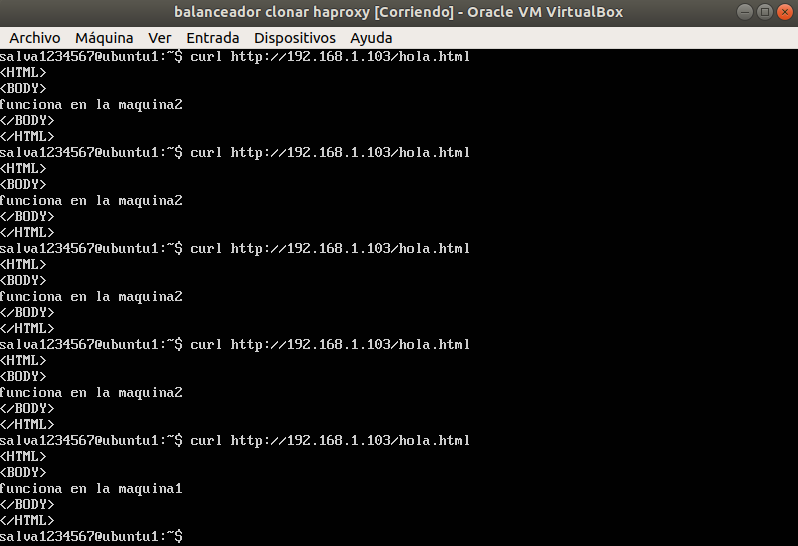 balanceador clonar haproxy [Corriendo] - Oracle VM VirtualBox
Archivo Máquina Ver Entrada Dispositivos Ayuda
salva1234567@ubuntu1:~$ curl http://192.168.1.103/hola.html
<HTML>
<BODY>
funciona en la maquina2
</BODY>
</HTML>
salva1234567@ubuntu1:~$ curl http://192.168.1.103/hola.html
<HTML>
<BODY>
funciona en la maquina2
</BODY>
</HTML>
salva1234567@ubuntu1:~$ curl http://192.168.1.103/hola.html
<HTML>
<BODY>
funciona en la maquina2
</BODY>
</HTML>
salva1234567@ubuntu1:~$ curl http://192.168.1.103/hola.html
<HTML>
<BODY>
funciona en la maquina2
</BODY>
</HTML>
salva1234567@ubuntu1:~$ curl http://192.168.1.103/hola.html
<HTML>
<BODY>
funciona en la maquina1
</BODY>
</HTML>
salva1234567@ubuntu1:~$